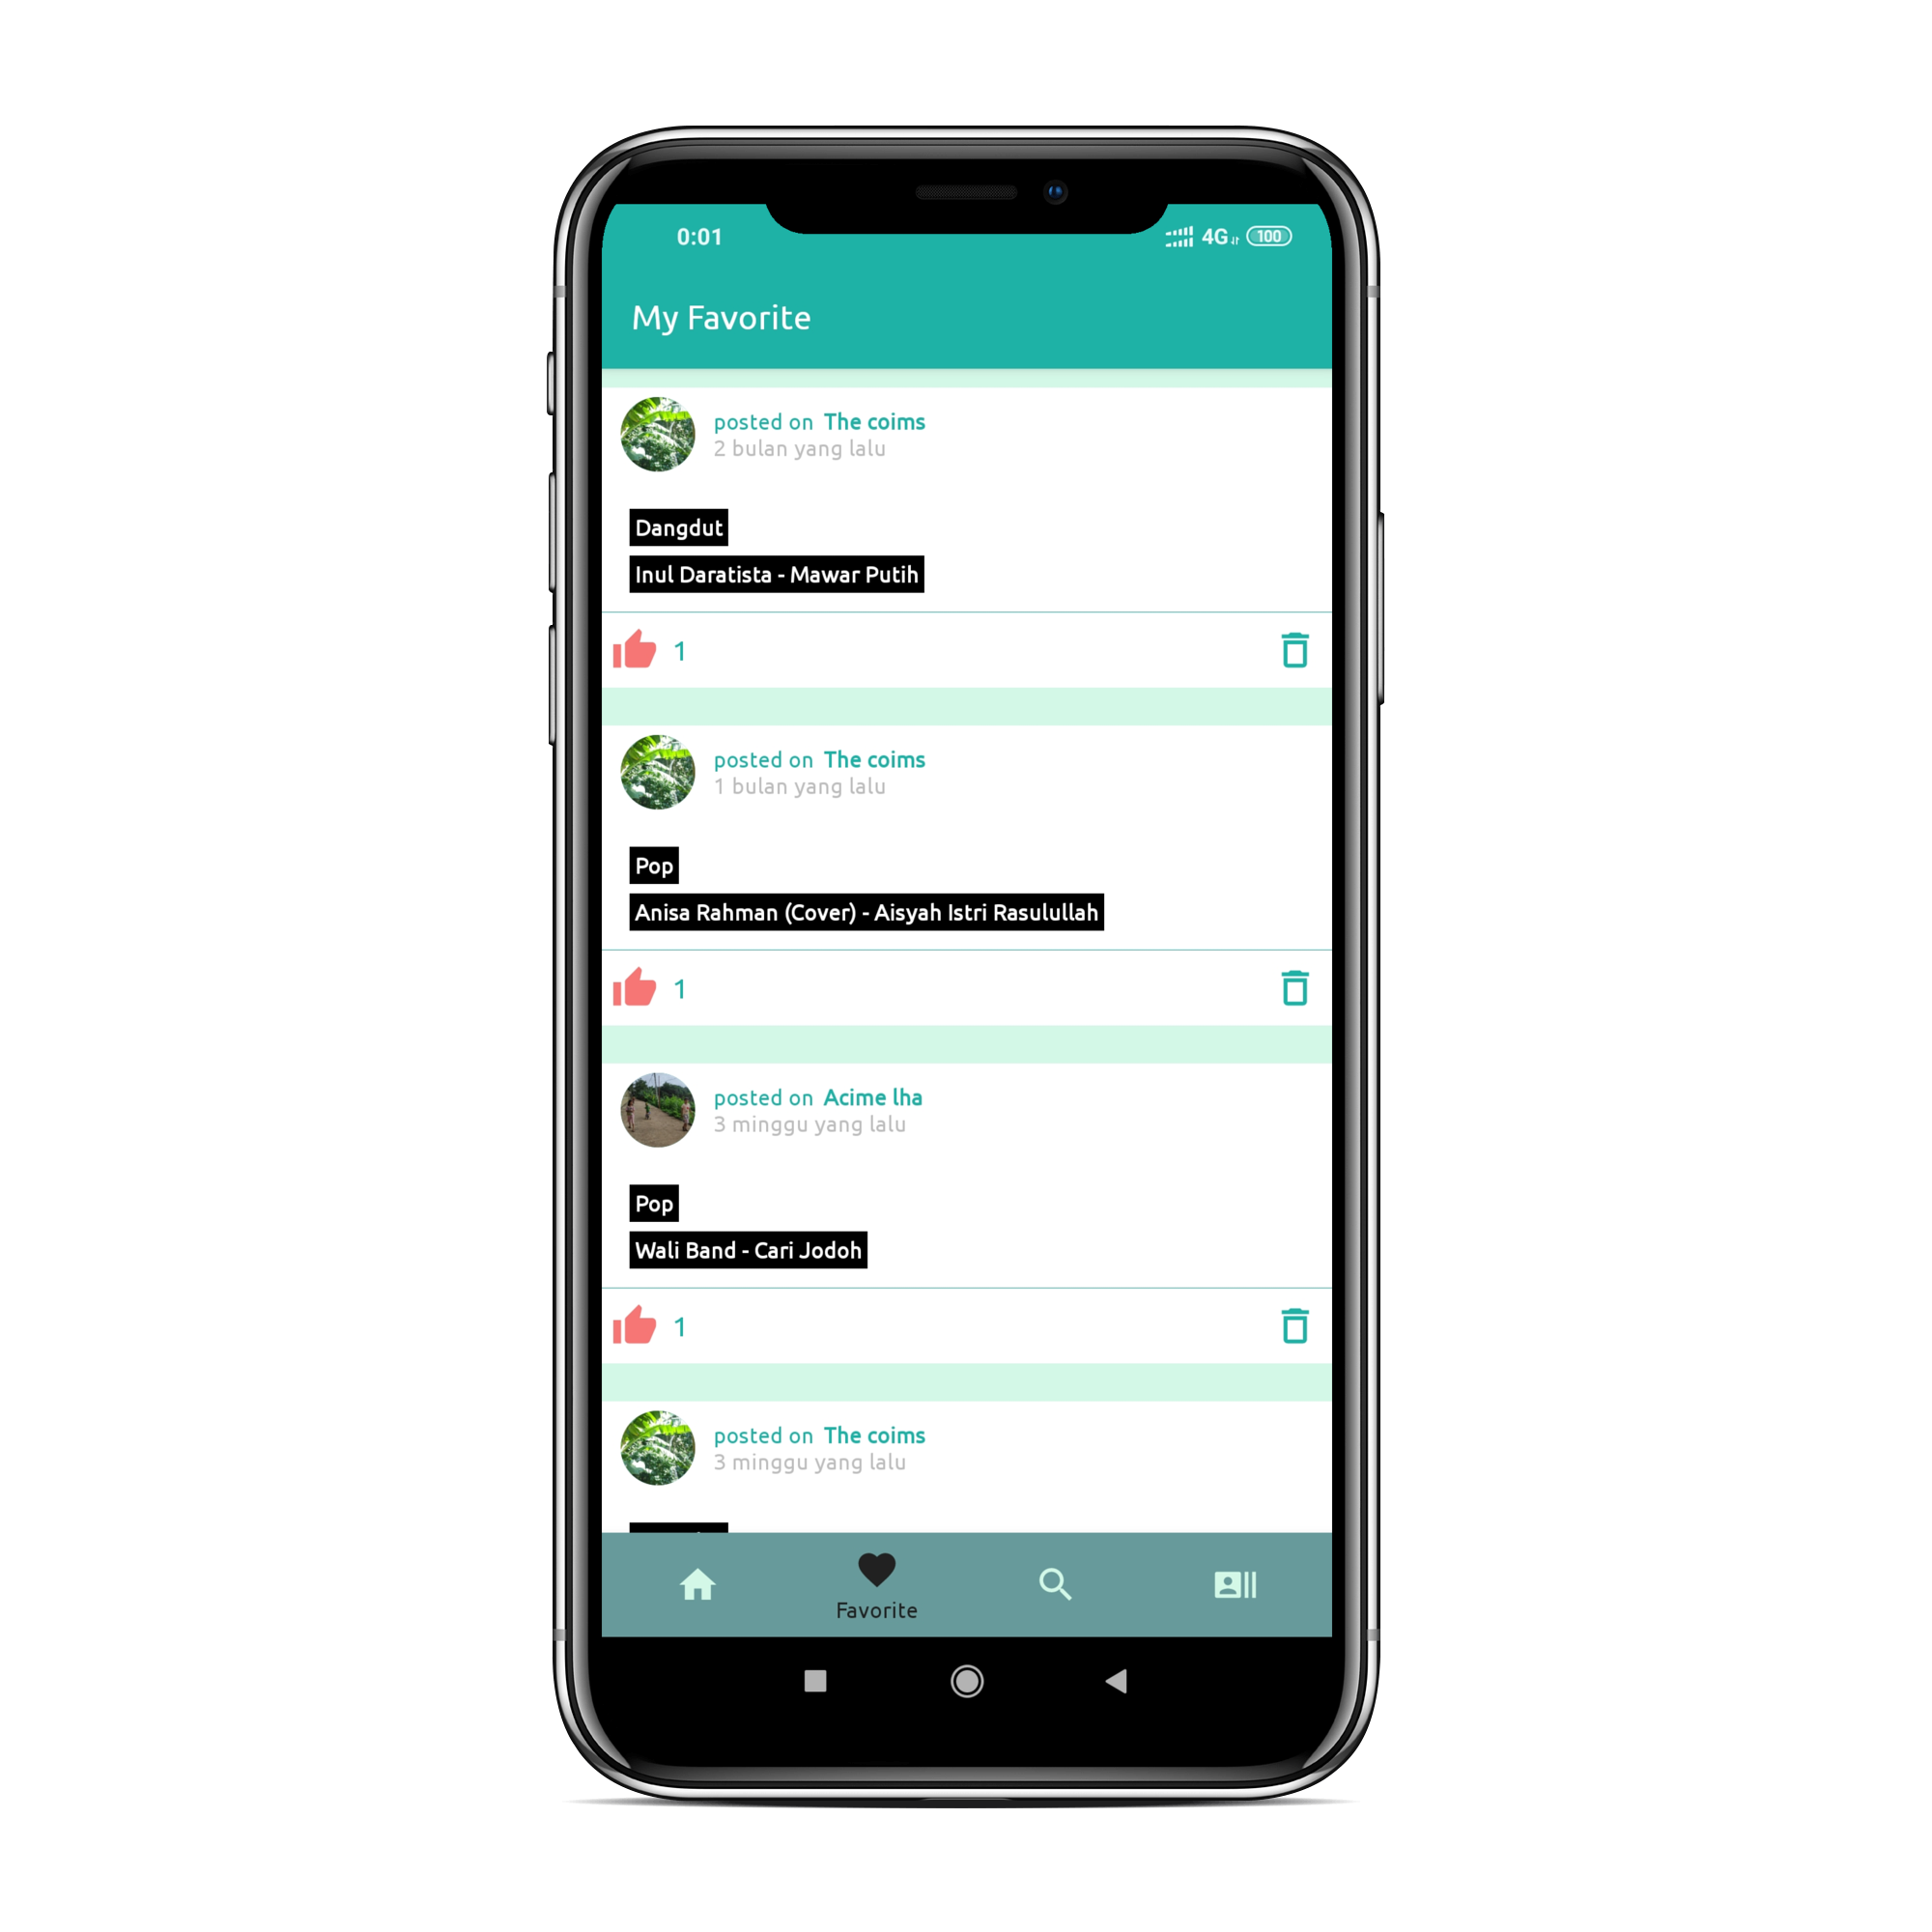 0:01
4G 100
My Favorite
posted on The coims
2 bulan yang lalu
Dangdut
Inul Daratista - Mawar Putih
1
posted on The coims
1 bulan yang lalu
Pop
Anisa Rahman (Cover) - Aisyah Istri Rasulullah
1
posted on Acime lha
3 minggu yang lalu
Pop
Wali Band - Cari Jodoh
1
posted on The coims
3 minggu yang lalu
Favorite